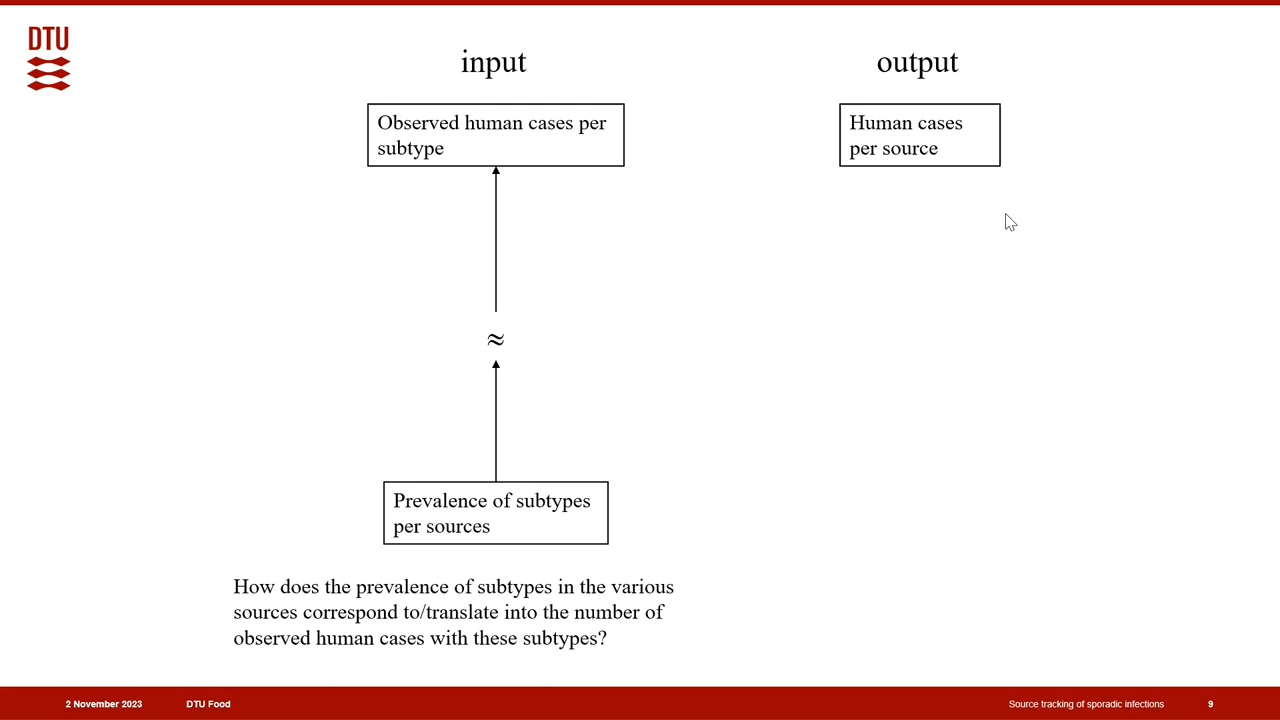 DTU
input
output
Observed human cases per
subtype
Human cases
per source
≈
Prevalence of subtypes
per sources
How does the prevalence of subtypes in the various
sources correspond to/translate into the number of
observed human cases with these subtypes?
2 November 2023 DTU Food Source tracking of sporadic infections 9